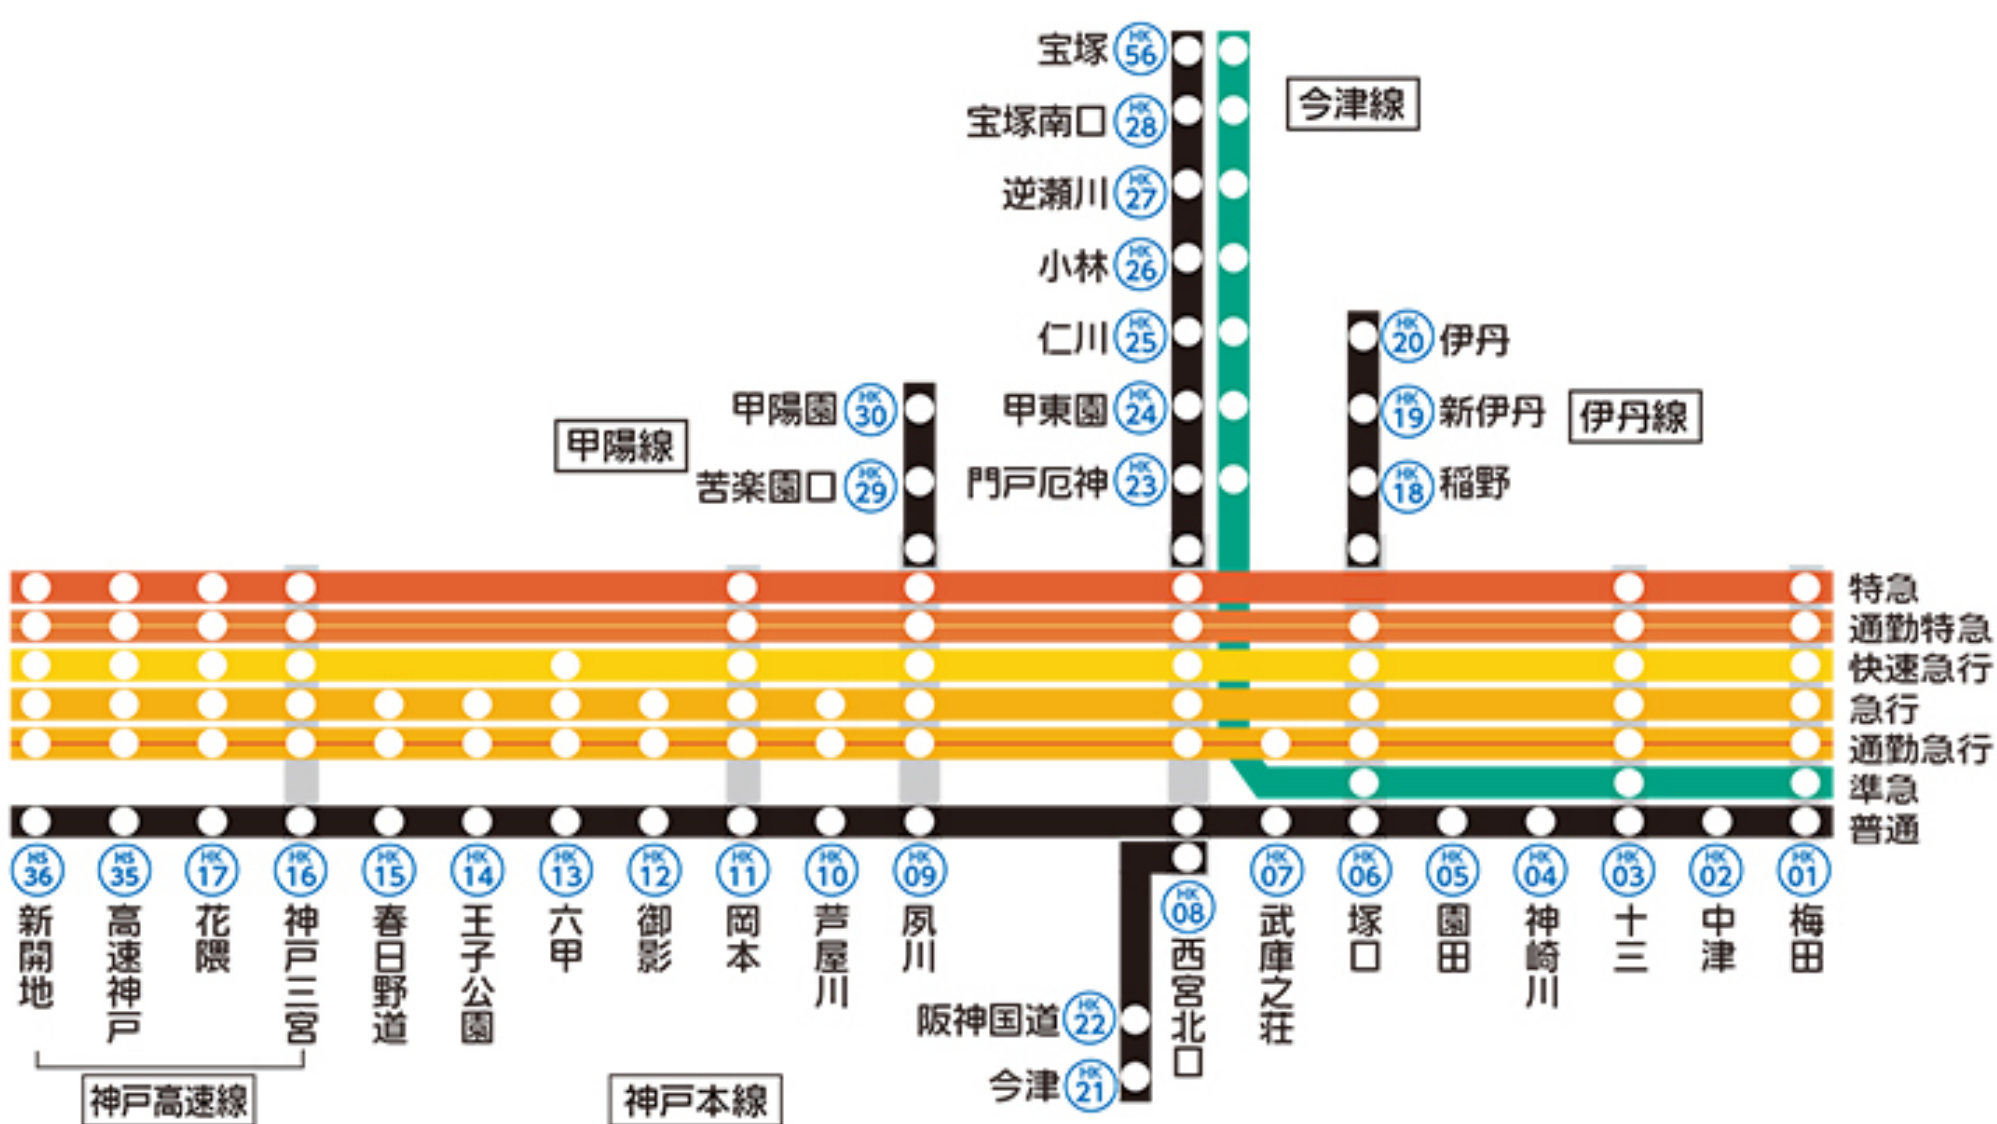 宝塚 HK 56
今津線
宝塚南口 HK 28
逆瀬川 HK 27
小林 HK 26
仁川 HK 25
HK 20 伊丹
甲陽園 HK 30
甲東園 HK 24
HK 19 新伊丹
伊丹線
甲陽線
苦楽園口 HK 29
門戸厄神 HK 23
HK 18 稲野
特急
通勤特急
快速急行
急行
通勤急行
準急
普通
HS 36 新開地
HS 35 高速神戸
HK 17 花隈
HK 16 神戸三宮
HK 15 春日野道
HK 14 王子公園
HK 13 六甲
HK 12 御影
HK 11 岡本
HK 10 芦屋川
HK 09 夙川
HK 08 西宮北口
HK 07 武庫之荘
HK 06 塚口
HK 05 園田
HK 04 神崎川
HK 03 十三
HK 02 中津
HK 01 梅田
阪神国道 HK 22
今津 HK 21
神戸高速線
神戸本線